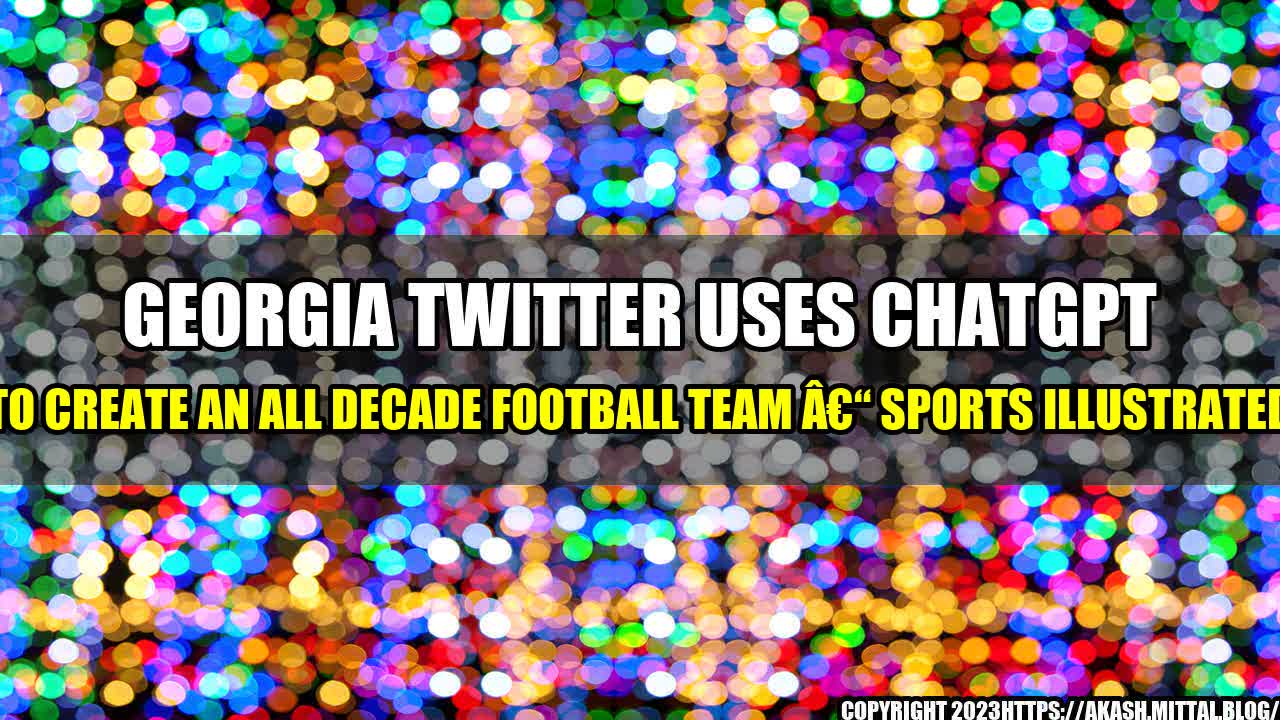 GEORGIA TWITTER USES CHATGPT
TO CREATE AN ALL DECADE FOOTBALL TEAM Â€“ SPORTS ILLUSTRATED
COPYRIGHT 2023HTTPS://AKASH.MITTAL.BLOG/